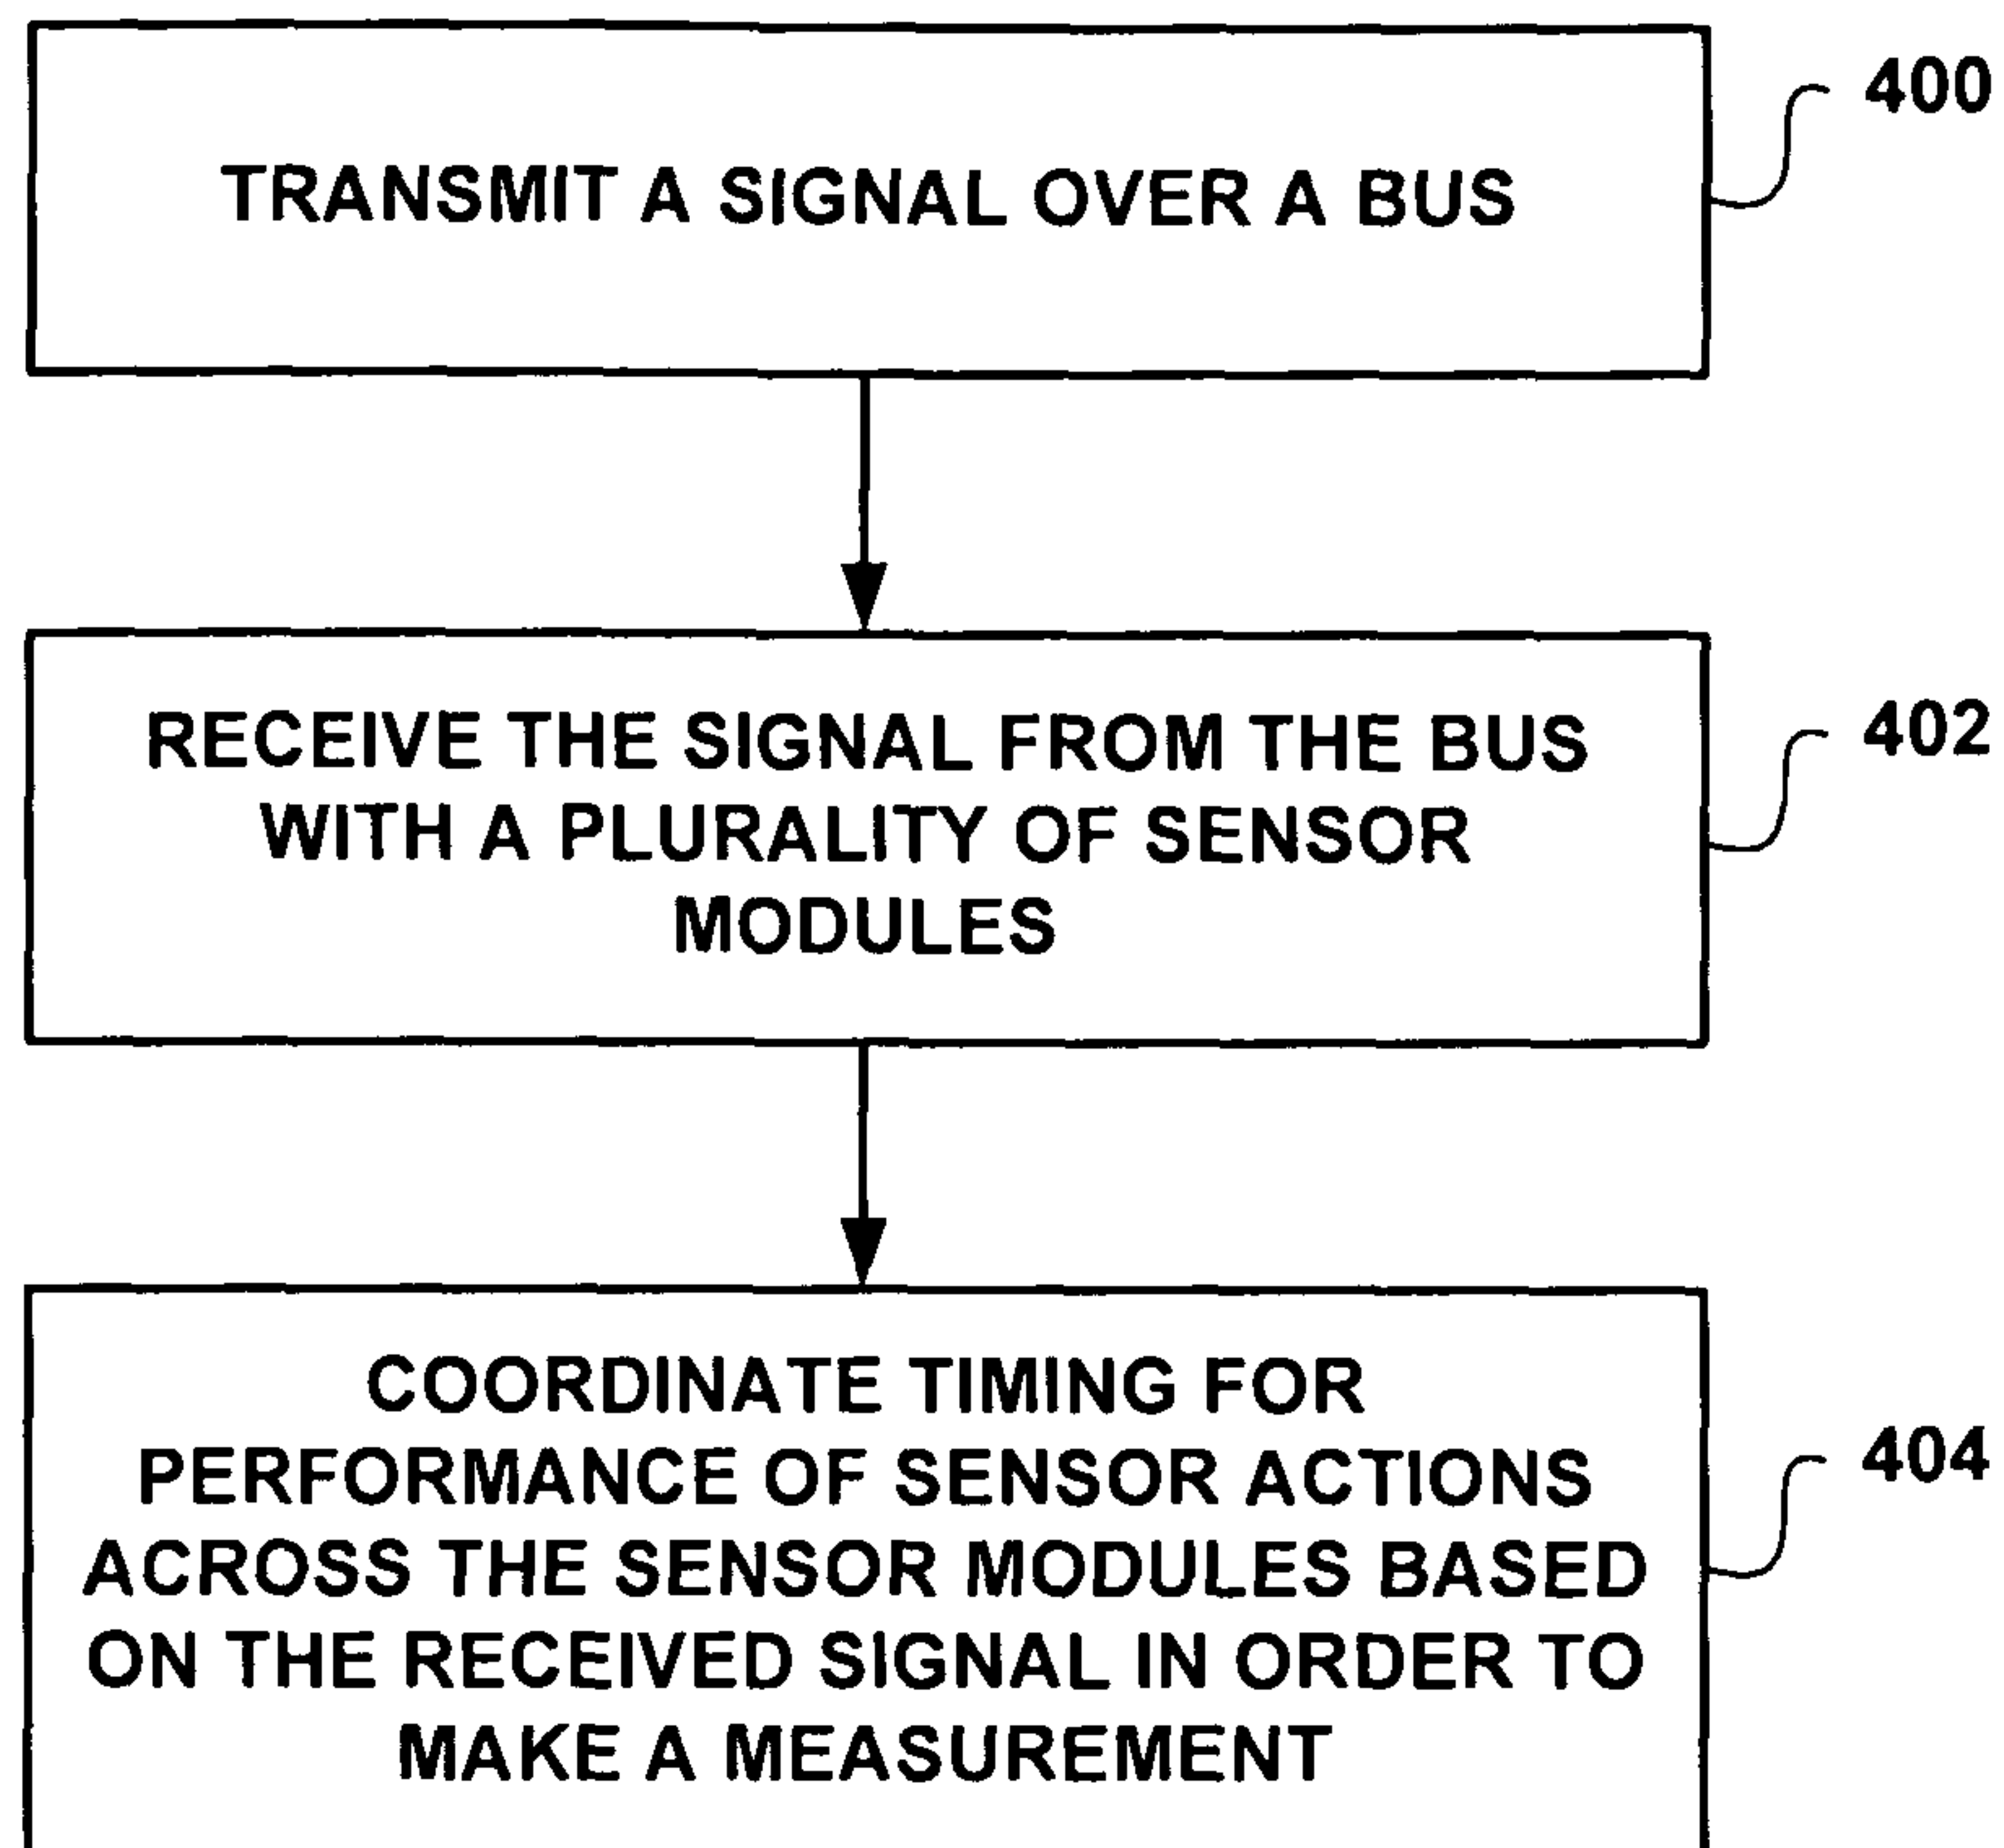 400
TRANSMIT A SIGNAL OVER A BUS
402
RECEIVE THE SIGNAL FROM THE BUS
WITH A PLURALITY OF SENSOR
MODULES
404
COORDINATE TIMING FOR
PERFORMANCE OF SENSOR ACTIONS
ACROSS THE SENSOR MODULES BASED
ON THE RECEIVED SIGNAL IN ORDER TO
MAKE A MEASUREMENT